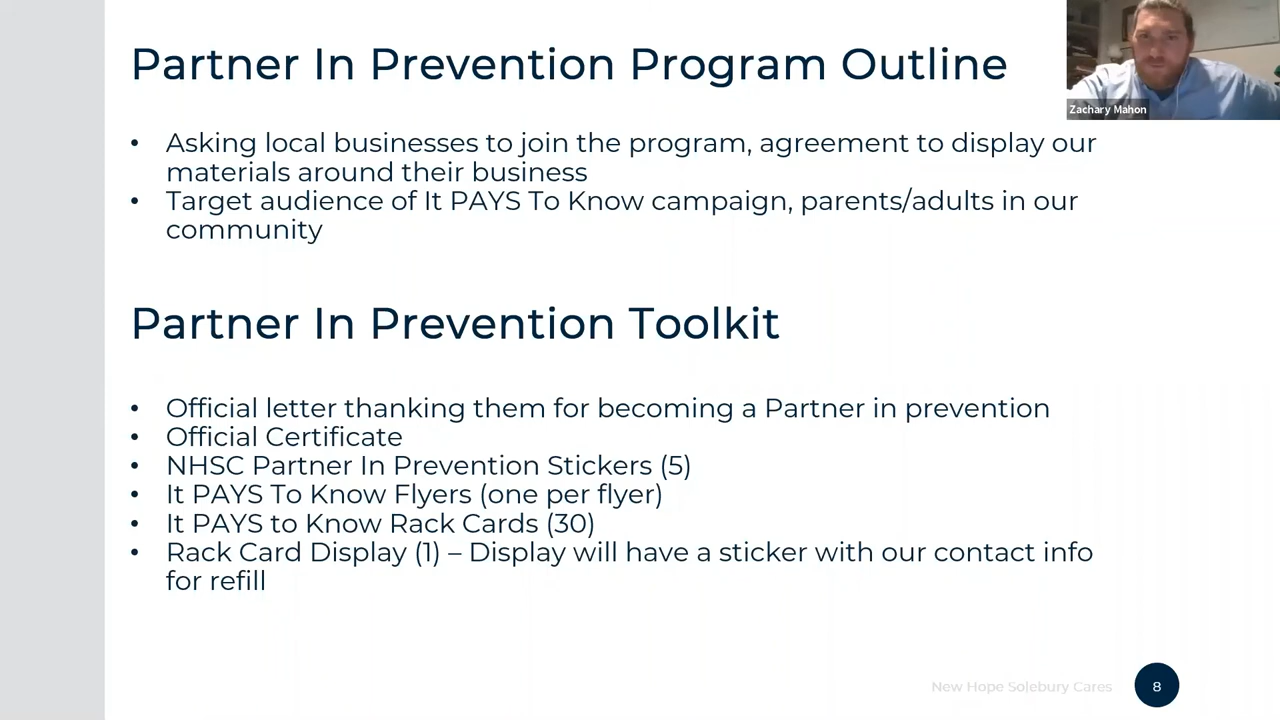 Partner In Prevention Program Outline
Zachary Mahon
• Asking local businesses to join the program, agreement to display our
materials around their business
• Target audience of It PAYS To Know campaign, parents/adults in our
community
Partner In Prevention Toolkit
• Official letter thanking them for becoming a Partner in prevention
• Official Certificate
• NHSC Partner In Prevention Stickers (5)
• It PAYS To Know Flyers (one per flyer)
• It PAYS to Know Rack Cards (30)
• Rack Card Display (1) – Display will have a sticker with our contact info
for refill
New Hope Solebury Cares
8